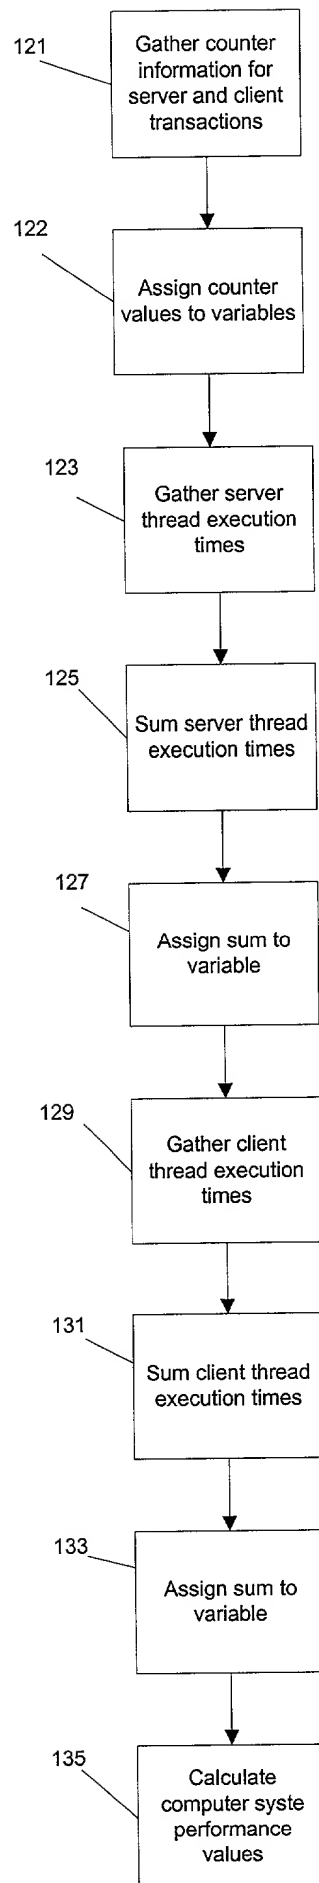 121
Gather counter
information for
server and client
transactions
122
Assign counter
values to variables
123
Gather server
thread execution
times
125
Sum server thread
execution times
127
Assign sum to
variable
129
Gather client
thread execution
times
131
Sum client thread
execution times
133
Assign sum to
variable
135
Calculate
computer syste
performance
values